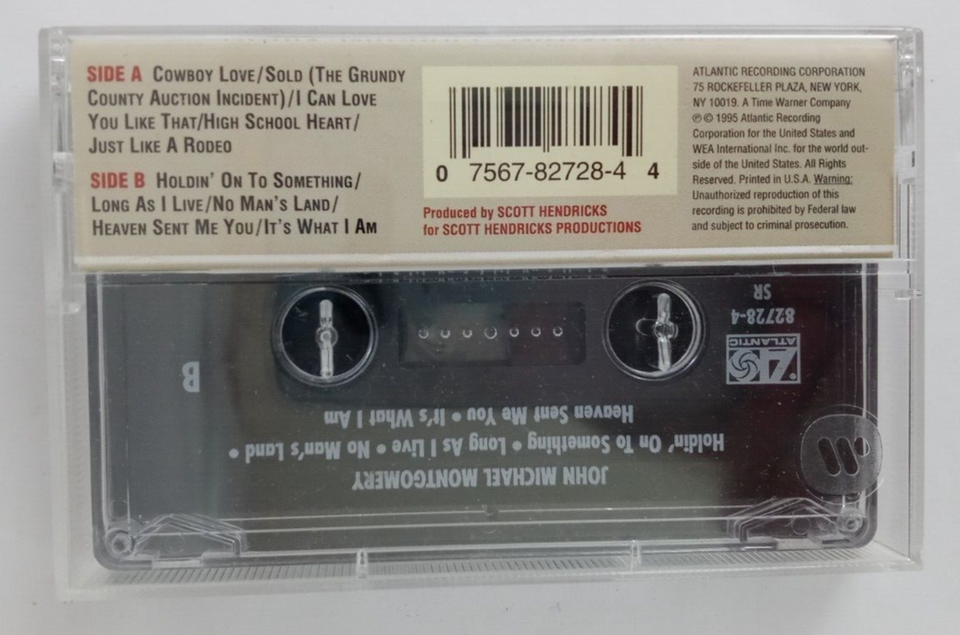 SIDE A COWBOY LOVE/SOLD (THE GRUNDY
COUNTY AUCTION INCIDENT)/I CAN LOVE
YOU LIKE THAT/HIGH SCHOOL HEART/
JUST LIKE A RODEO
SIDE B HOLDIN' ON TO SOMETHING/
LONG AS I LIVE/NO MAN'S LAND/
HEAVEN SENT ME YOU/IT'S WHAT I AM
0 7567-82728-4 4
Produced by SCOTT HENDRICKS
for SCOTT HENDRICKS PRODUCTIONS
ATLANTIC RECORDING CORPORATION
75 ROCKEFELLER PLAZA, NEW YORK,
NY 10019. A Time Warner Company
℗© 1995 Atlantic Recording
Corporation for the United States and
WEA International Inc. for the world out-
side of the United States. All Rights
Reserved. Printed in U.S.A. Warning:
Unauthorized reproduction of this
recording is prohibited by Federal law
and subject to criminal prosecution.
JOHN MICHAEL MONTGOMERY
Holdin' On To Something • Long As I Live • No Man's Land •
Heaven Sent Me You • It's What I Am
B
ATLANTIC
82728-4
SR